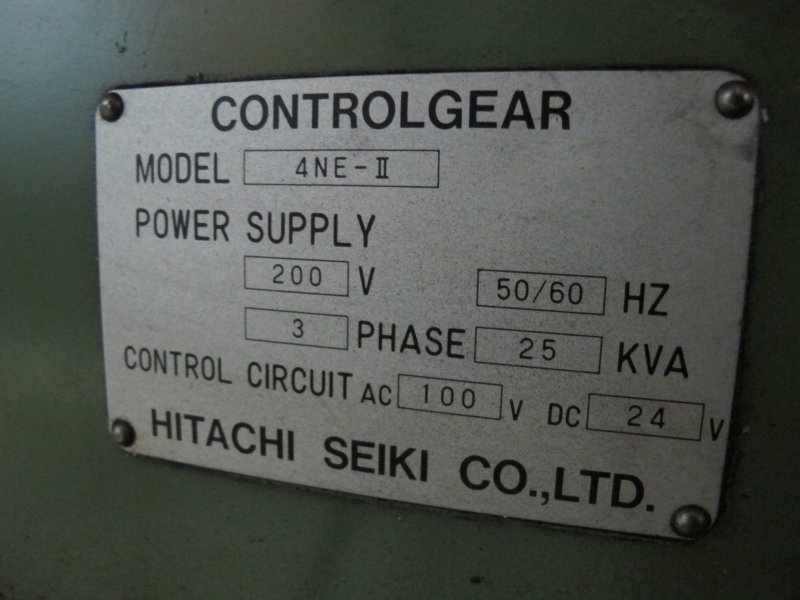 CONTROLGEAR
MODEL 4NE-Ⅱ
POWER SUPPLY
200 V 50/60 HZ
3 PHASE 25 KVA
CONTROL CIRCUIT AC 100 V DC 24 V
HITACHI SEIKI CO.,LTD.